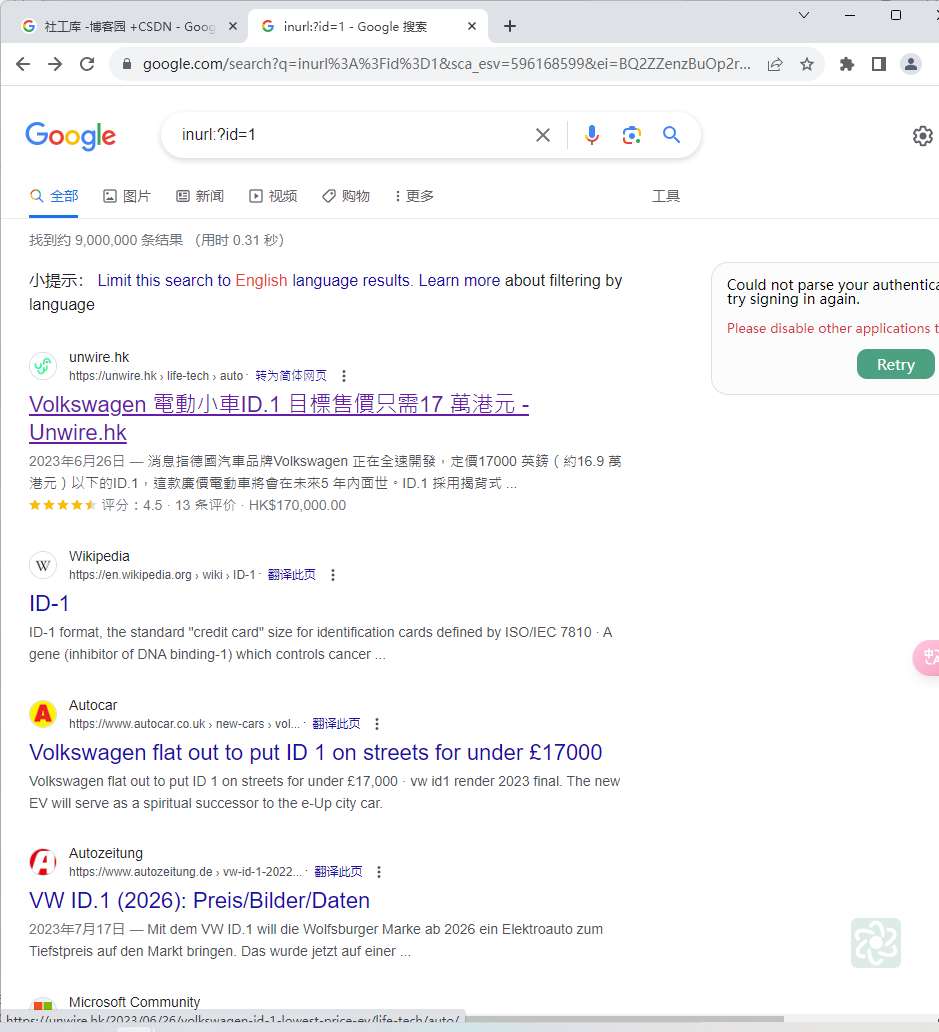 社工库 -博客园 +CSDN - Goog
inurl:?id=1 - Google 搜索
google.com/search?q=inurl%3A%3Fid%3D1&sca_esv=596168599&ei=BQ2ZZenzBuOp2r...
Google
inurl:?id=1
全部 图片 新闻 视频 购物 更多 工具
找到约 9,000,000 条结果 （用时 0.31 秒）
小提示： Limit this search to English language results. Learn more about filtering by
language
Could not parse your authentica
try signing in again.
Please disable other applications t
Retry
unwire.hk
https://unwire.hk › life-tech › auto · 转为简体网页
Volkswagen 電動小車ID.1 目標售價只需17 萬港元 -
Unwire.hk
2023年6月26日 — 消息指德國汽車品牌Volkswagen 正在全速開發，定價17000 英鎊（約16.9 萬
港元）以下的ID.1，這款廉價電動車將會在未來5 年內面世。ID.1 採用揭背式 ...
评分：4.5 · 13 条评价 · HK$170,000.00
W
Wikipedia
https://en.wikipedia.org › wiki › ID-1 · 翻译此页
ID-1
ID-1 format, the standard "credit card" size for identification cards defined by ISO/IEC 7810 · A
gene (inhibitor of DNA binding-1) which controls cancer ...
Autocar
https://www.autocar.co.uk › new-cars › vol... · 翻译此页
Volkswagen flat out to put ID 1 on streets for under £17000
Volkswagen flat out to put ID 1 on streets for under £17,000 · vw id1 render 2023 final. The new
EV will serve as a spiritual successor to the e-Up city car.
Autozeitung
https://www.autozeitung.de › vw-id-1-2022... · 翻译此页
VW ID.1 (2026): Preis/Bilder/Daten
2023年7月17日 — Mit dem VW ID.1 will die Wolfsburger Marke ab 2026 ein Elektroauto zum
Tiefstpreis auf den Markt bringen. Das wurde jetzt auf einer ...
Microsoft Community
https://unwire.hk/2023/06/26/volkswagen-id-1-lowest-price-ev/life-tech/auto/